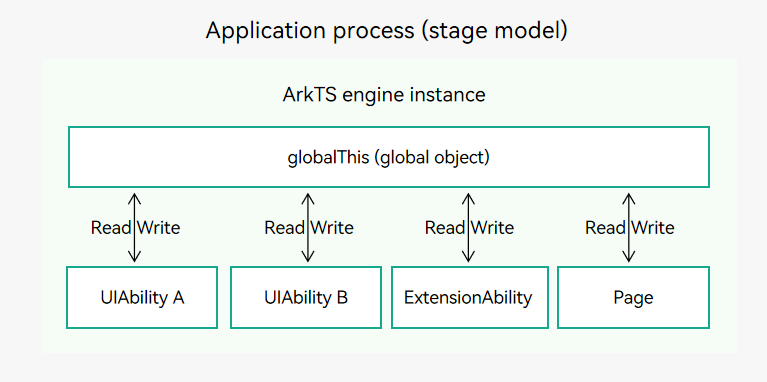 Application process (stage model)
ArkTS engine instance
globalThis (global object)
Read Write
Read Write
Read Write
Read Write
UIAbility A
UIAbility B
ExtensionAbility
Page